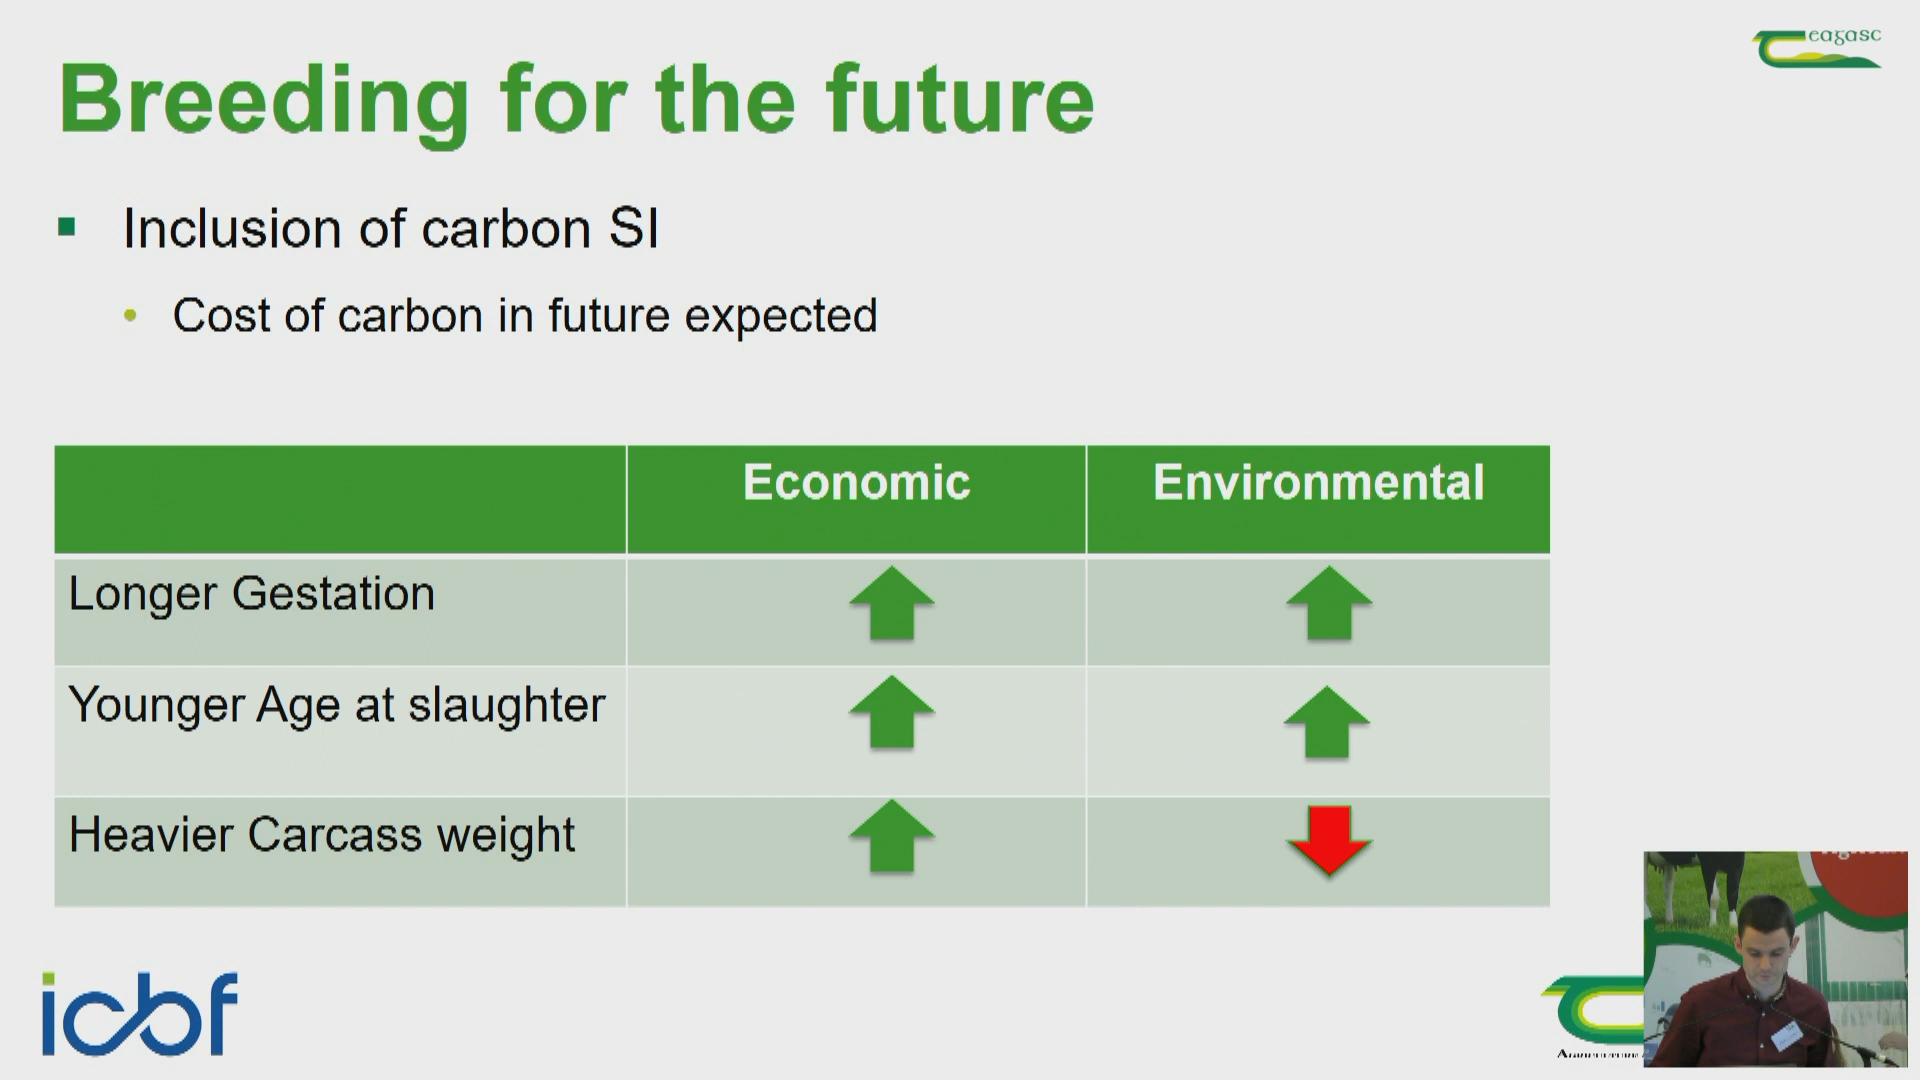 eagasc
Breeding for the future
Inclusion of carbon SI
Cost of carbon in future expected
Economic Environmental
Longer Gestation
Younger Age at slaughter
Heavier Carcass weight
icbf